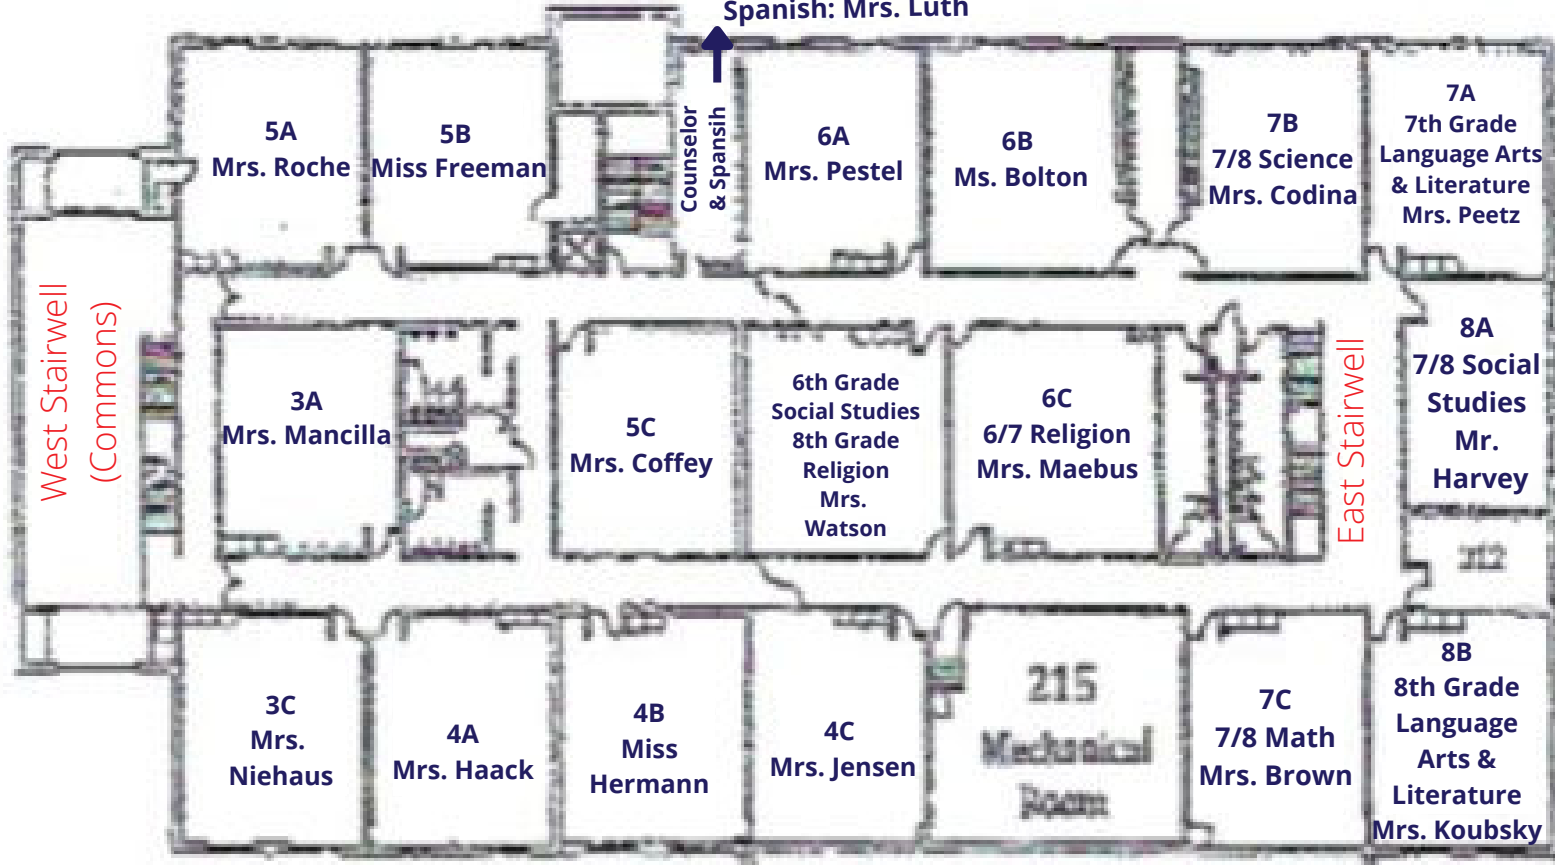 Spanish: Mrs. Luth
5A
Mrs. Roche
5B
Miss Freeman
Counselor
& Spansih
6A
Mrs. Pestel
6B
Ms. Bolton
7B
7/8 Science
Mrs. Codina
7A
7th Grade
Language Arts
& Literature
Mrs. Peetz
West Stairwell
(Commons)
3A
Mrs. Mancilla
5C
Mrs. Coffey
6th Grade
Social Studies
8th Grade
Religion
Mrs.
Watson
6C
6/7 Religion
Mrs. Maebus
East Stairwell
8A
7/8 Social
Studies
Mr.
Harvey
212
3C
Mrs.
Niehaus
4A
Mrs. Haack
4B
Miss
Hermann
4C
Mrs. Jensen
215
Mechanical
Room
7C
7/8 Math
Mrs. Brown
8B
8th Grade
Language
Arts &
Literature
Mrs. Koubsky